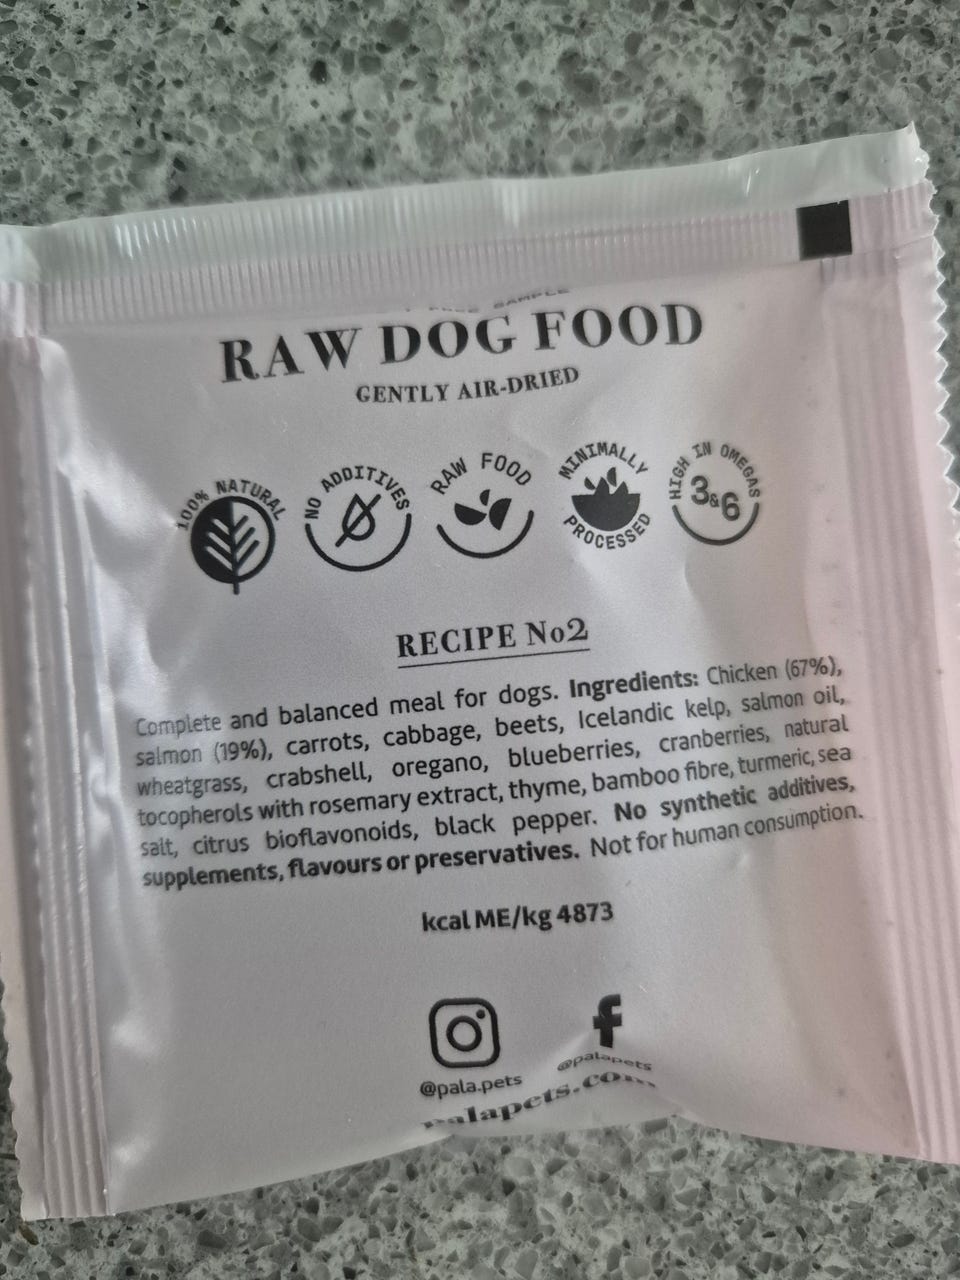 FREE SAMPLE
RAW DOG FOOD
GENTLY AIR-DRIED
100% NATURAL
NO ADDITIVES
RAW FOOD
MINIMALLY
PROCESSED
HIGH IN OMEGAS
3&6
RECIPE No2
Complete and balanced meal for dogs. Ingredients: Chicken (67%),
salmon (19%), carrots, cabbage, beets, Icelandic kelp, salmon oil,
wheatgrass, crabshell, oregano, blueberries, cranberries, natural
tocopherols with rosemary extract, thyme, bamboo fibre, turmeric, sea
salt, citrus bioflavonoids, black pepper. No synthetic additives,
supplements, flavours or preservatives. Not for human consumption.
kcal ME/kg 4873
@pala.pets
@palapets
palapets.com